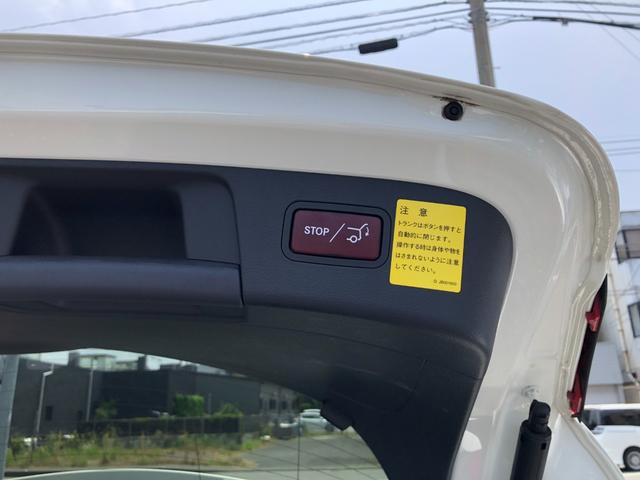 STOP/
注 意
トランクはボタンを押すと
自動的に閉じます。
操作する時は身体や物を
はさまれないように注意
してください。